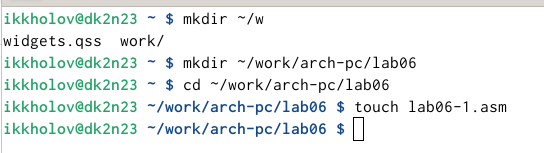 ikkholov@dk2n23 ~ $ mkdir ~/w
widgets.qss  work/
ikkholov@dk2n23 ~ $ mkdir ~/work/arch-pc/lab06
ikkholov@dk2n23 ~ $ cd ~/work/arch-pc/lab06
ikkholov@dk2n23 ~/work/arch-pc/lab06 $ touch lab06-1.asm
ikkholov@dk2n23 ~/work/arch-pc/lab06 $